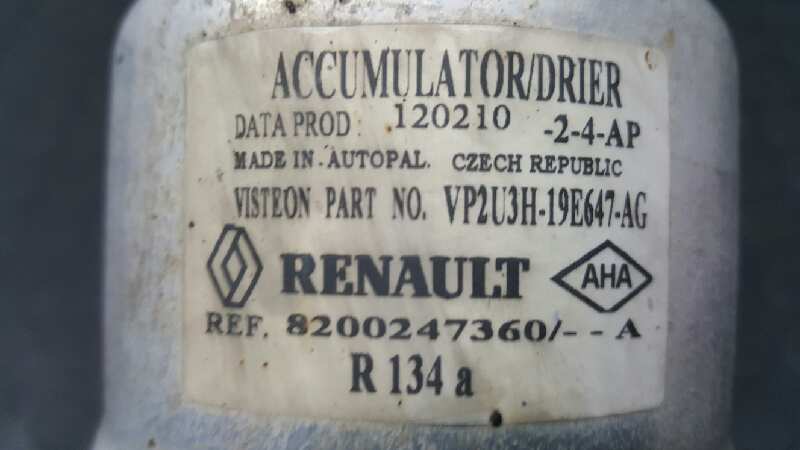 ACCUMULATOR/DRIER
DATA PROD : 120210 -2-4-AP
MADE IN AUTOPAL. CZECH REPUBLIC
VISTEON PART NO. VP2U3H-19E647-AG
RENAULT AHA
REF. 8200247360/- - A
R 134 a